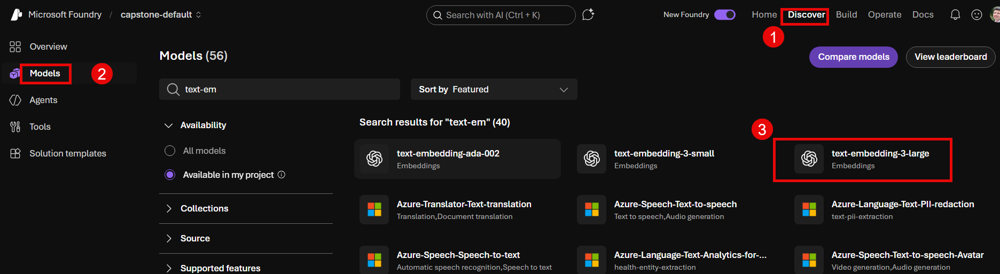 Microsoft Foundry / capstone-default
Search with AI (Ctrl + K)
New Foundry
Home Discover Build Operate Docs
1
Overview
Models
2
Agents
Tools
Solution templates
Models (56)
Compare models
View leaderboard
text-em
Sort by Featured
Availability
All models
Available in my project
Collections
Source
Supported features
Search results for "text-em" (40)
3
text-embedding-ada-002
Embeddings
text-embedding-3-small
Embeddings
text-embedding-3-large
Embeddings
Azure-Translator-Text-translation
Translation,Document translation
Azure-Speech-Text-to-speech
Text to speech,Audio generation
Azure-Language-Text-PII-redaction
text-pii-extraction
Azure-Speech-Speech-to-text
Automatic speech recognition,Speech to text
Azure-Language-Text-Analytics-for-...
health-entity-extraction
Azure-Speech-Text-to-speech-Avatar
Video generation,Audio generation